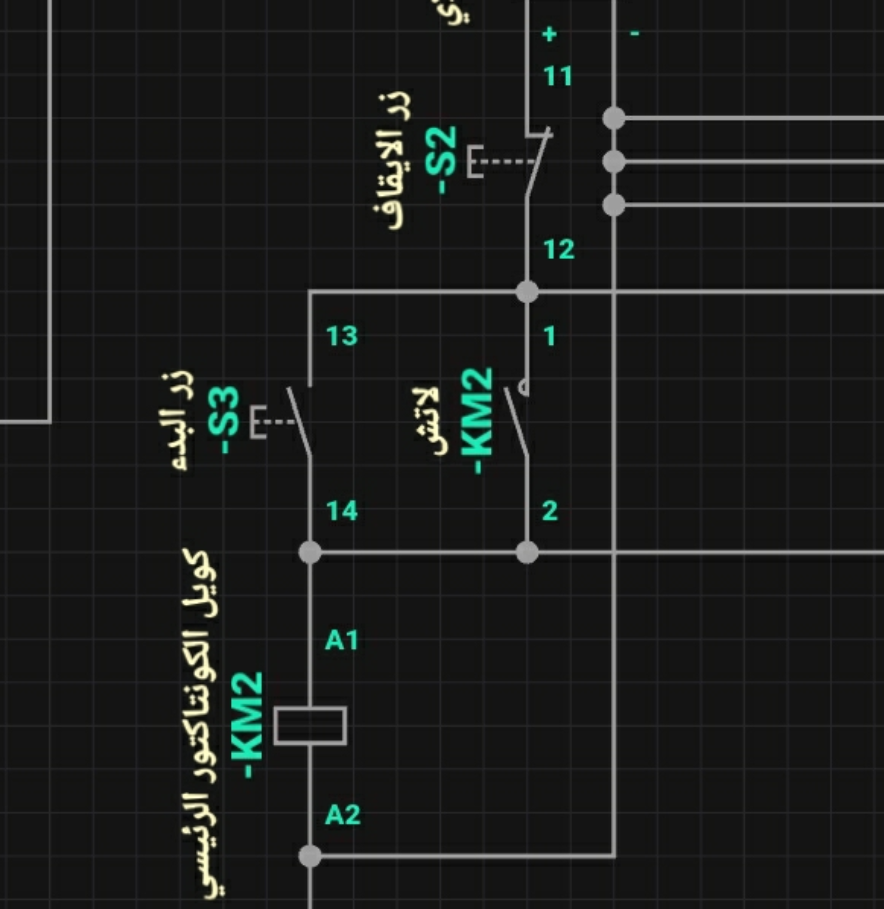 +
-
11
زر الايقاف
-S2
12
13
1
زر البدء
-S3
لاتش
-KM2
14
2
كويل الكونتاكتور الرئيسي
-KM2
A1
A2